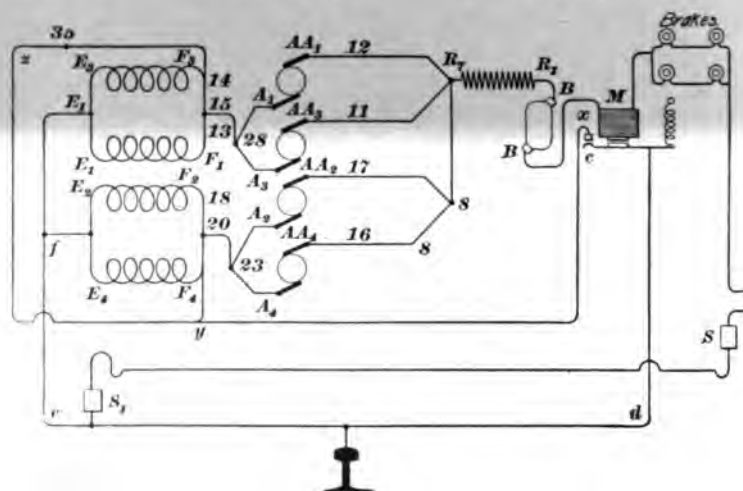 Brakes
35
z
E₃ F₃
AA₁ 12
R₇ R₁
14
E₁ 15
A₁
13
28
AA₃ 11
B M
x
B
c
E₁ F₁
A₃
AA₂ 17
E₂ F₂
18
20
A₂
f
AA₄ 16
8
8
23
E₄ F₄
A₄
y
S
S₁
d